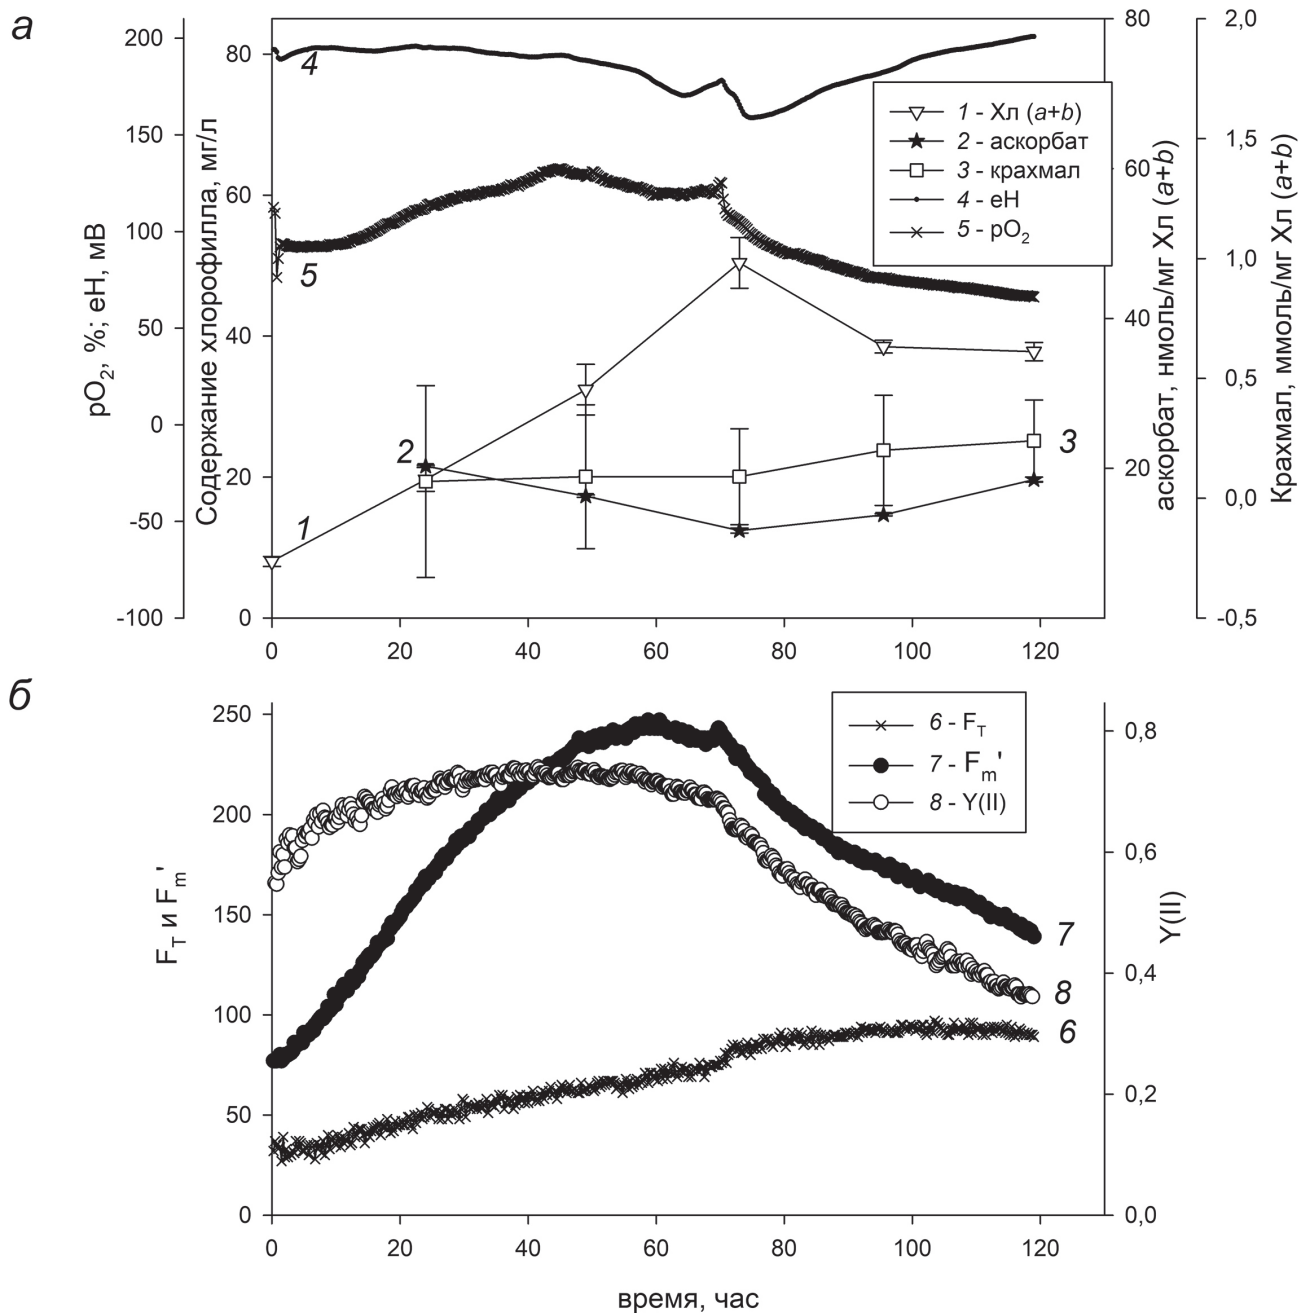 а
pO2, %; eH, мВ
200
150
100
50
0
-50
-100
Содержание хлорофилла, мг/л
80
60
40
20
0
4
5
2
1
3
1 - Хл (a+b)
2 - аскорбат
3 - крахмал
4 - eH
5 - pO2
80
60
40
20
аскорбат, нмоль/мг Хл (a+b)
2,0
1,5
1,0
0,5
0,0
-0,5
Крахмал, ммоль/мг Хл (a+b)
0 20 40 60 80 100 120
б
FT и Fm'
250
200
150
100
50
0
6 - FT
7 - Fm'
8 - Y(II)
7
8
6
0,8
0,6
0,4
0,2
0,0
Y(II)
0 20 40 60 80 100 120
время, час